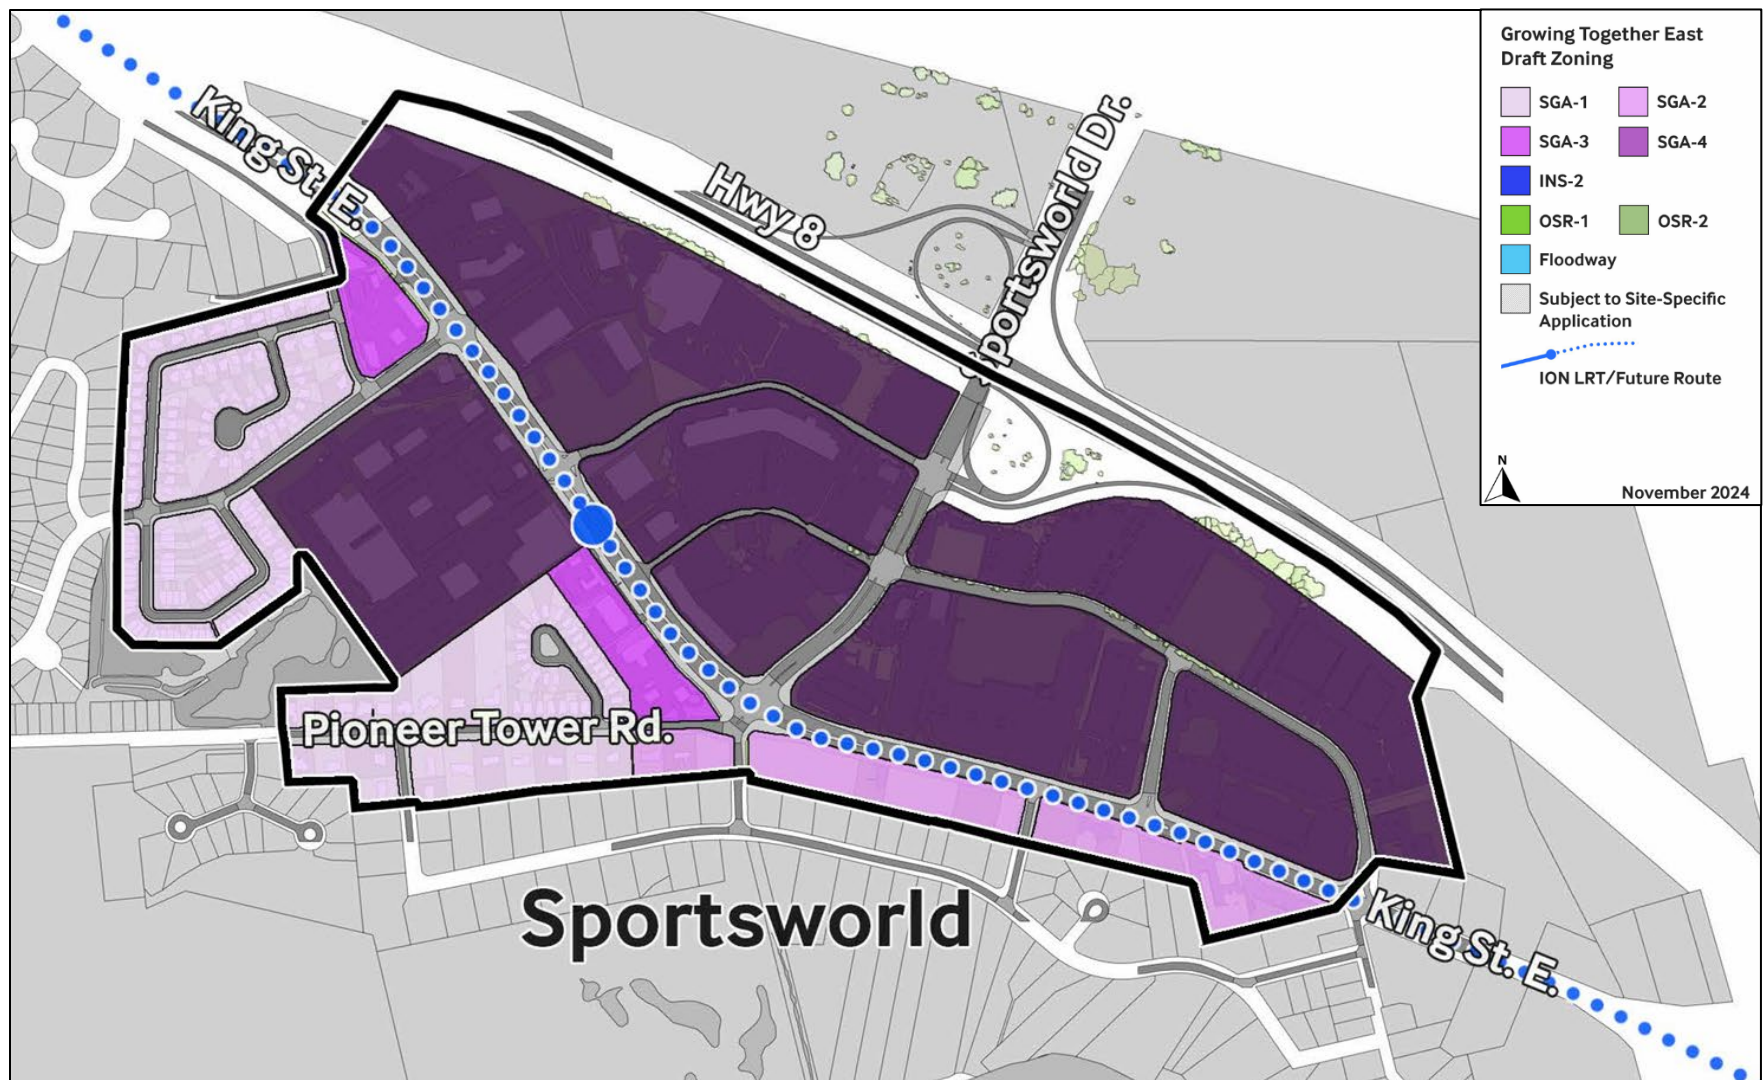 Growing Together East
Draft Zoning
SGA-1
SGA-2
SGA-3
SGA-4
INS-2
OSR-1
OSR-2
Floodway
Subject to Site-Specific
Application
ION LRT/Future Route
N
November 2024
King St. E.
Hwy 8
Sportsworld Dr.
Pioneer Tower Rd.
Sportsworld
King St. E.